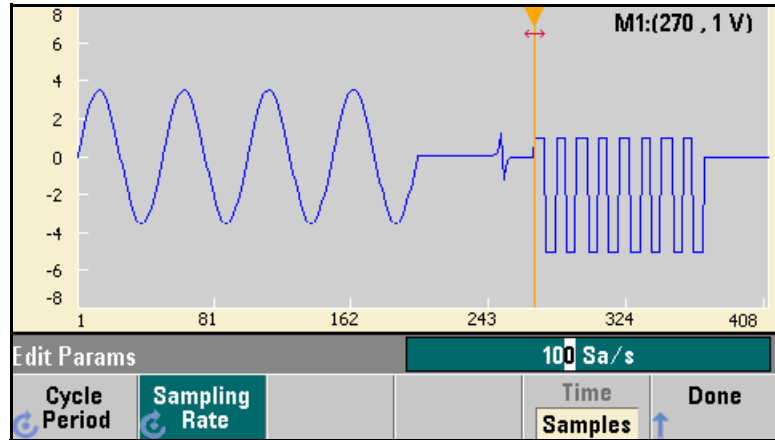 8
M1:(270 , 1 V)
6
4
2
0
-2
-4
-6
-8
1 81 162 243 324 408
Edit Params 100 Sa/s
Cycle Period
Sampling Rate
Time
Samples
Done